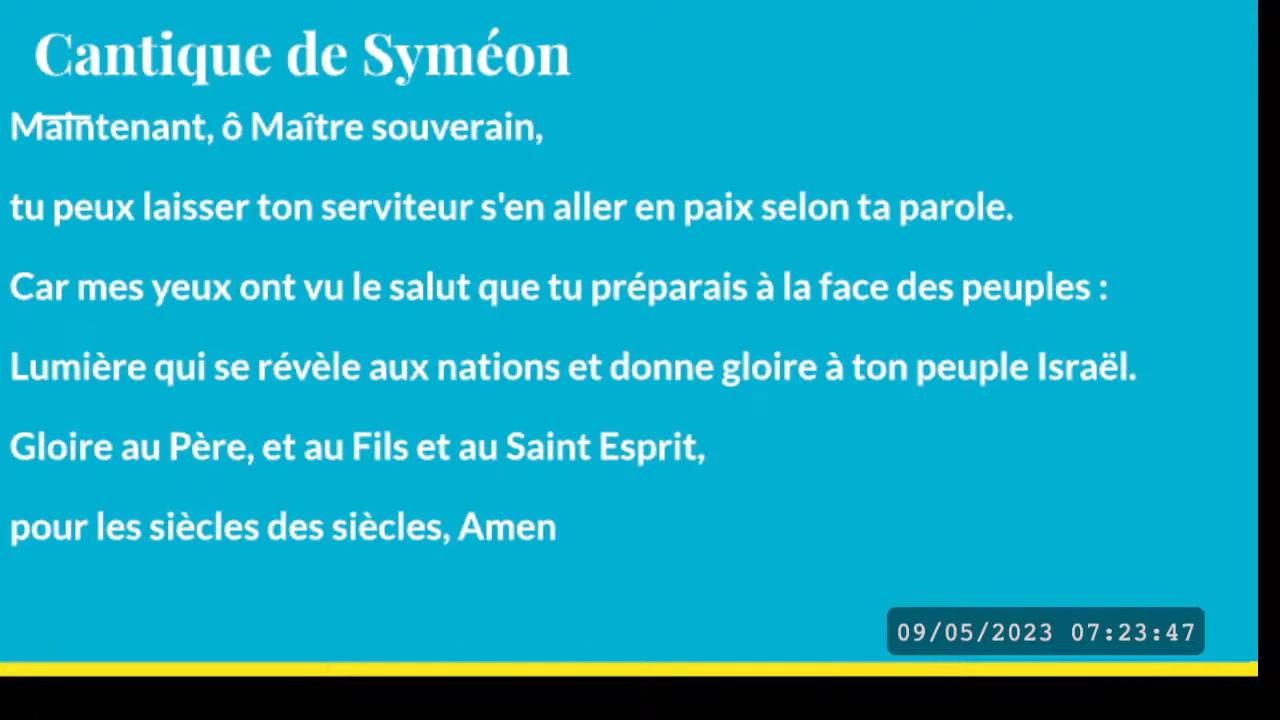 Cantique de Syméon
Maintenant, ô Maître souverain,
tu peux laisser ton serviteur s'en aller en paix selon ta parole.
Car mes yeux ont vu le salut que tu préparais à la face des peuples :
Lumière qui se révèle aux nations et donne gloire à ton peuple Israël.
Gloire au Père, et au Fils et au Saint Esprit,
pour les siècles des siècles, Amen
09/05/2023 07:23:47